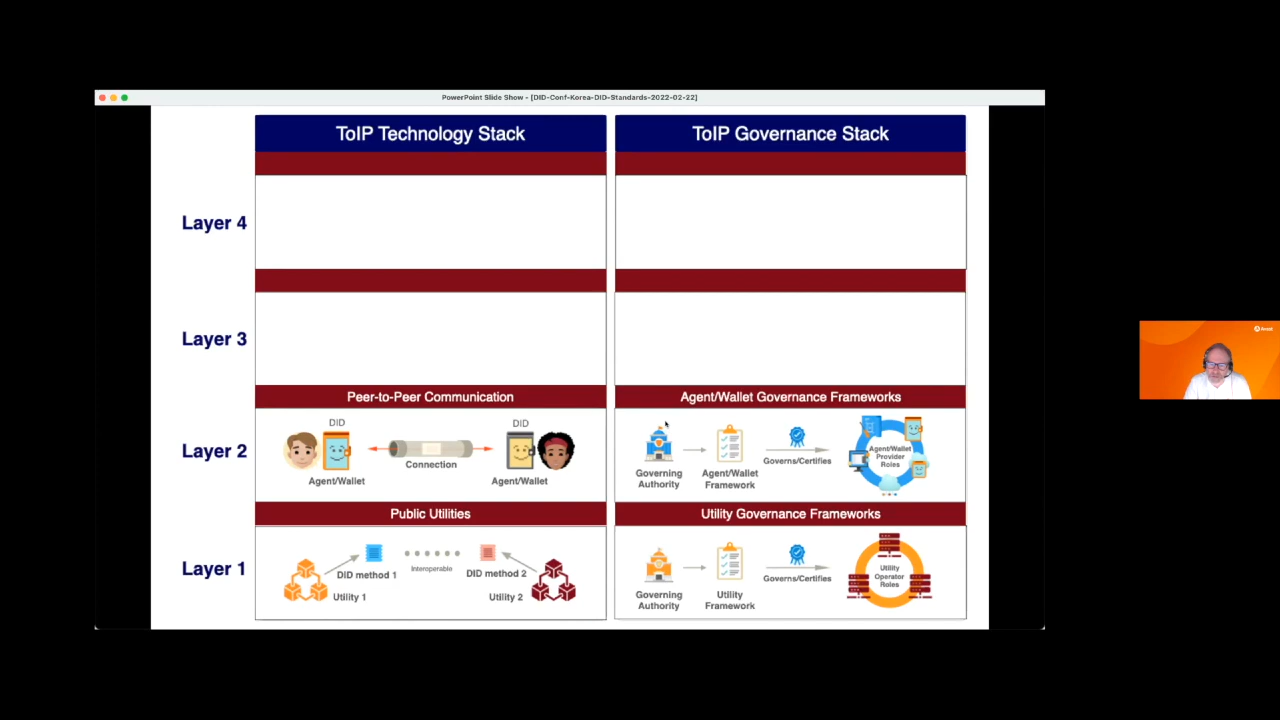 PowerPoint Slide Show - [DID-Conf-Korea-DID-Standards-2022-02-22]
ToIP Technology Stack
ToIP Governance Stack
Layer 4
Layer 3
Layer 2
Peer-to-Peer Communication
DID
DID
Connection
Agent/Wallet
Agent/Wallet
Agent/Wallet Governance Frameworks
Governing
Authority
Agent/Wallet
Framework
Governs/Certifies
Agent/Wallet
Provider
Roles
Layer 1
Public Utilities
DID method 1
Interoperable
DID method 2
Utility 1
Utility 2
Utility Governance Frameworks
Governing
Authority
Utility
Framework
Governs/Certifies
Utility
Operator
Roles